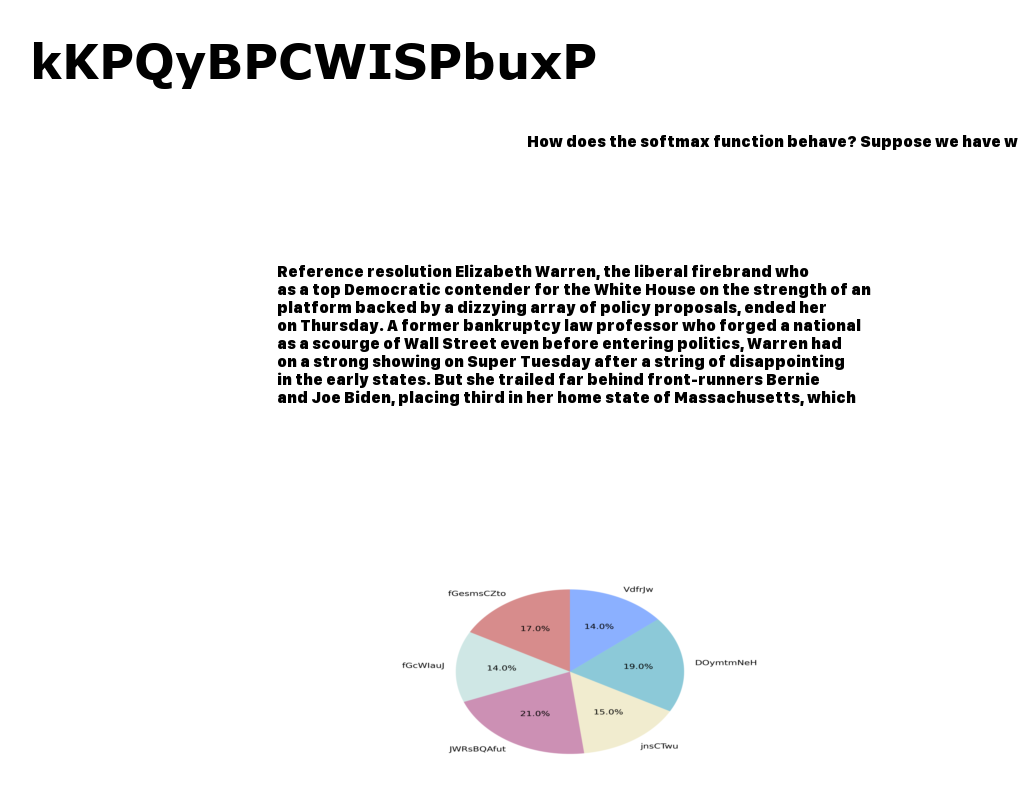 kKPQyBPCWISPbuxP
How does the softmax function behave? Suppose we have w
Reference resolution Elizabeth Warren, the liberal firebrand who
as a top Democratic contender for the White House on the strength of an
platform backed by a dizzying array of policy proposals, ended her
on Thursday. A former bankruptcy law professor who forged a national
as a scourge of Wall Street even before entering politics, Warren had
on a strong showing on Super Tuesday after a string of disappointing
in the early states. But she trailed far behind front-runners Bernie
and Joe Biden, placing third in her home state of Massachusetts, which
VdfrJw
fGesmsCZto
14.0%
17.0%
DOymtmNeH
19.0%
fGcWIauJ
14.0%
15.0%
21.0%
jnsCTwu
JWRsBQAfut